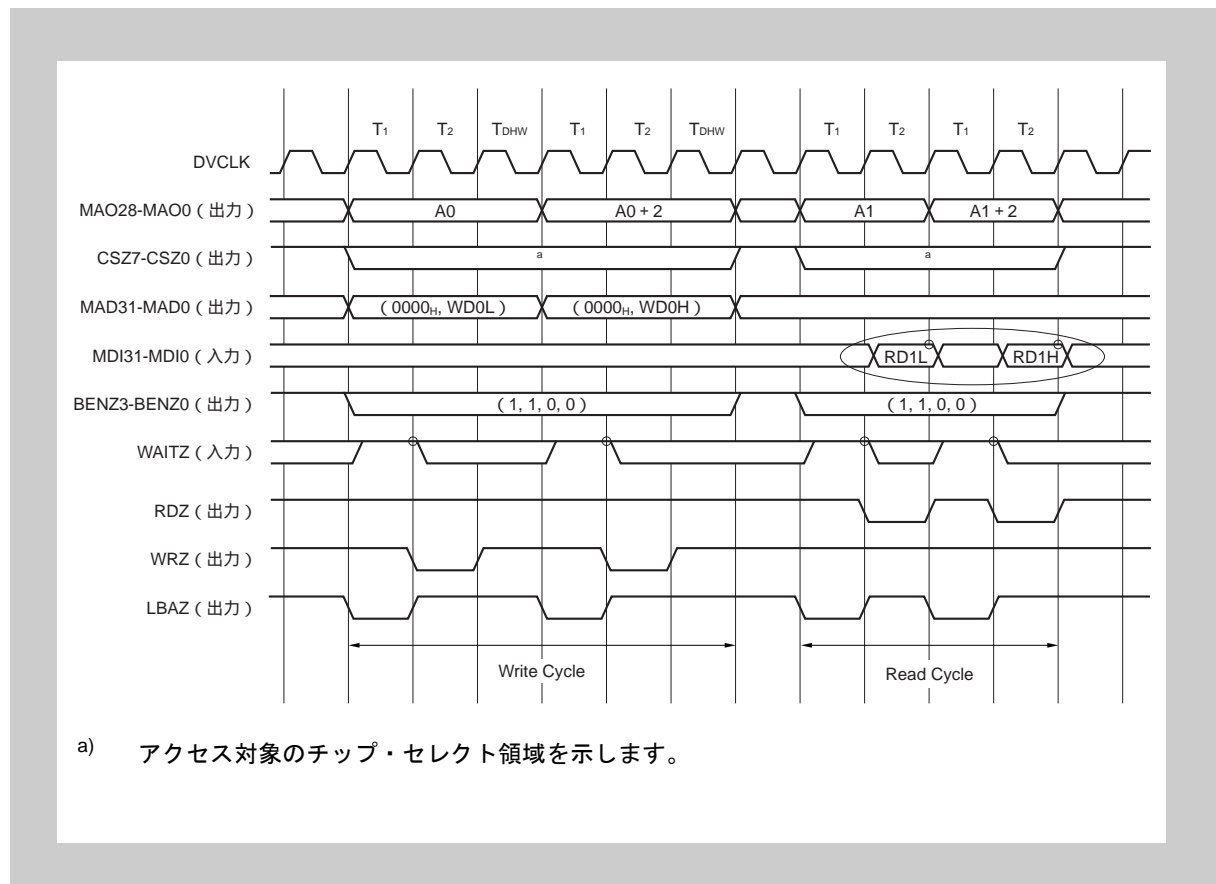 T1 T2 TDHW T1 T2 TDHW T1 T2 T1 T2
DVCLK
MAO28-MAO0（出力） A0 A0 + 2 A1 A1 + 2
CSZ7-CSZ0（出力） a a
MAD31-MAD0（出力） ( 0000H, WD0L ) ( 0000H, WD0H )
MDI31-MDI0（入力） RD1L RD1H
BENZ3-BENZ0（出力） ( 1, 1, 0, 0 ) ( 1, 1, 0, 0 )
WAITZ（入力）
RDZ（出力）
WRZ（出力）
LBAZ（出力）
Write Cycle Read Cycle
a) アクセス対象のチップ・セレクト領域を示します。